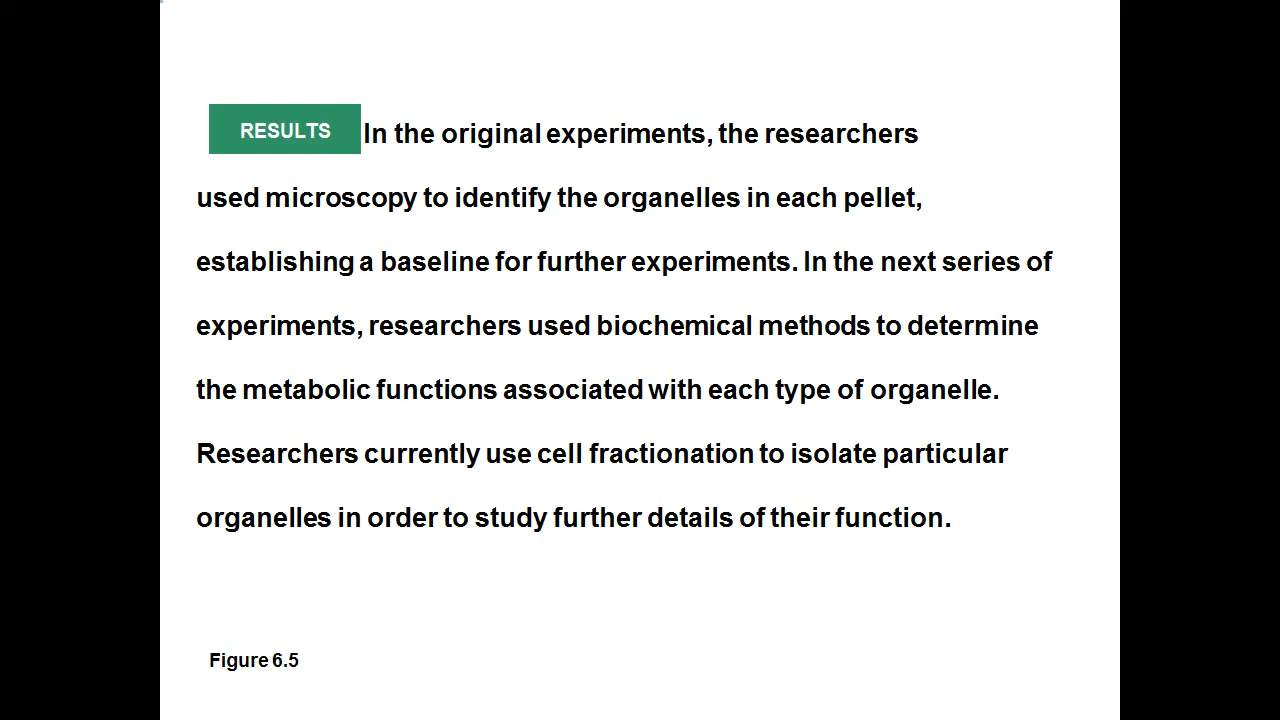 RESULTS In the original experiments, the researchers
used microscopy to identify the organelles in each pellet,
establishing a baseline for further experiments. In the next series of
experiments, researchers used biochemical methods to determine
the metabolic functions associated with each type of organelle.
Researchers currently use cell fractionation to isolate particular
organelles in order to study further details of their function.
Figure 6.5